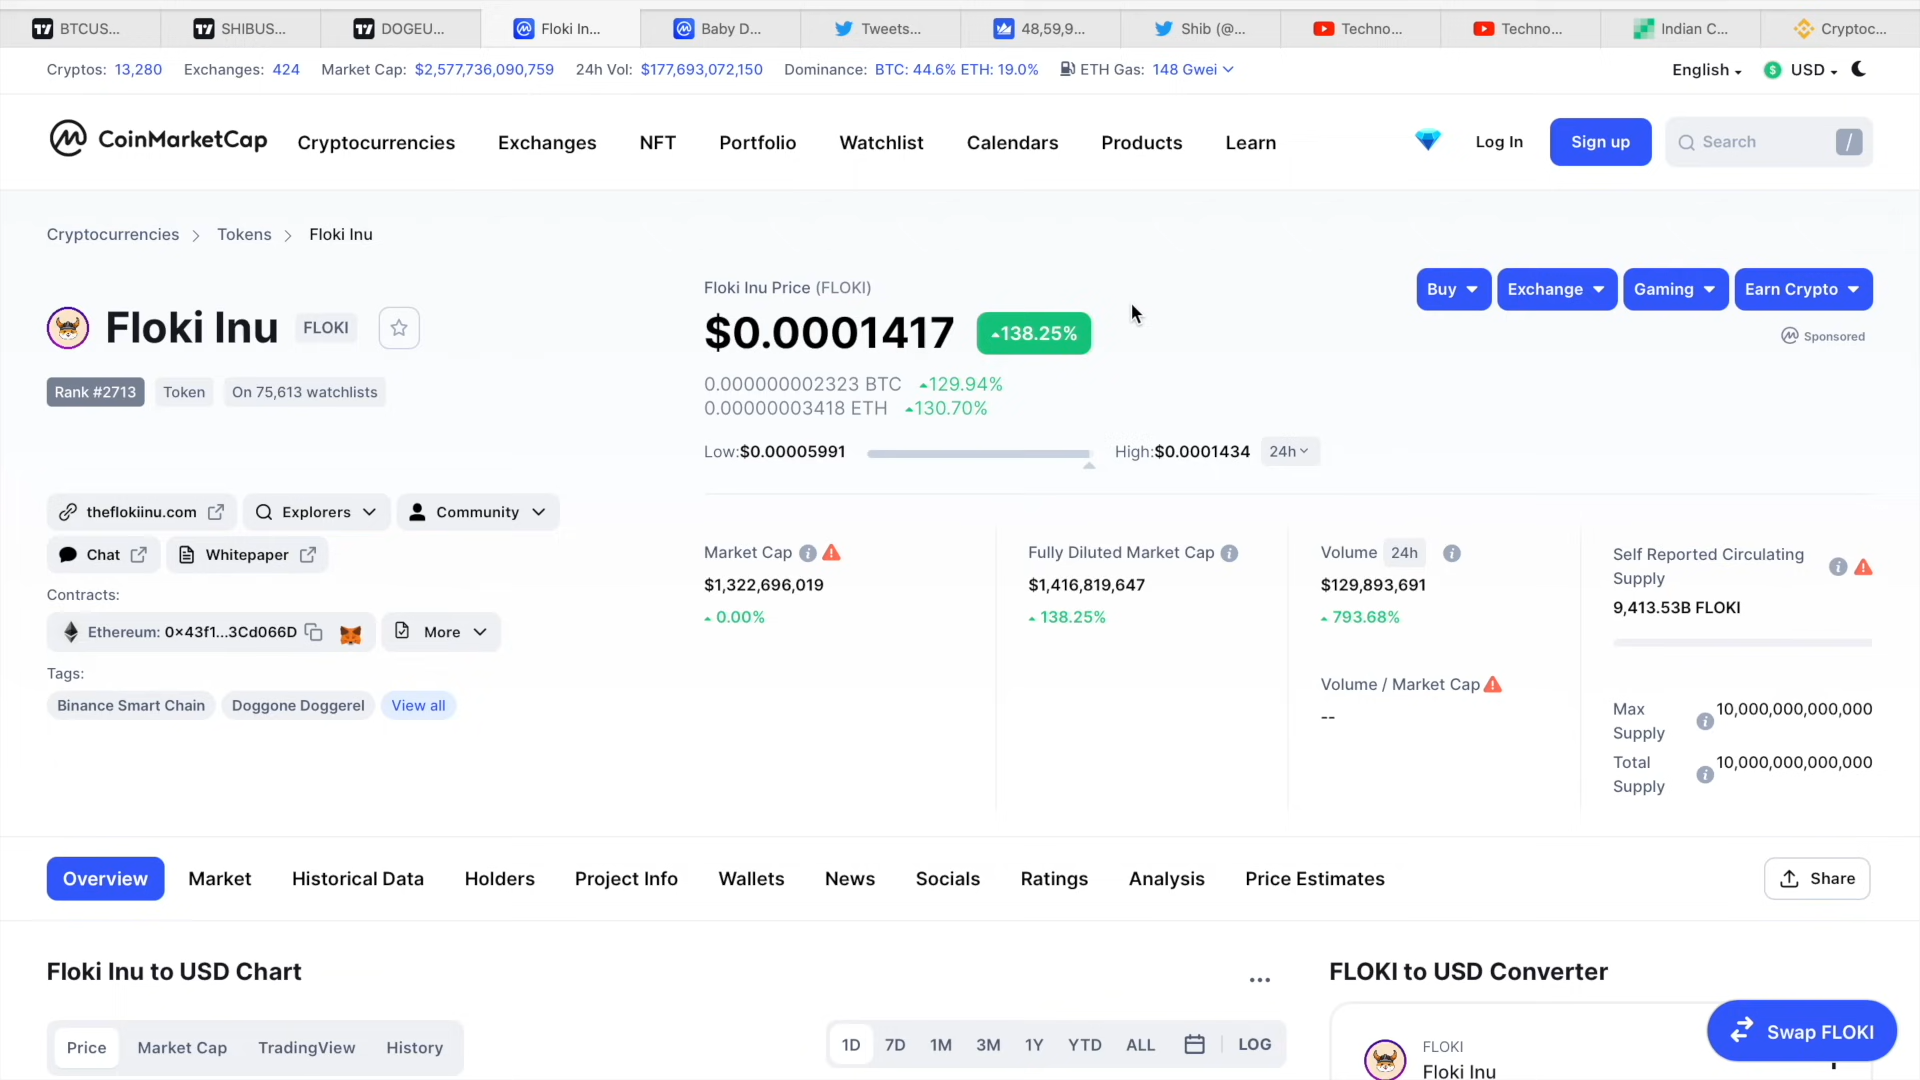 BTCUS...
SHIBUS...
DOGEU...
Floki In...
Baby D...
Tweets...
48,59,9...
Shib (@...
Techno...
Techno...
Indian C...
Cryptoc...
Cryptos: 13,280 Exchanges: 424 Market Cap: $2,577,736,090,759 24h Vol: $177,693,072,150 Dominance: BTC: 44.6% ETH: 19.0% ETH Gas: 148 Gwei
English USD
CoinMarketCap Cryptocurrencies Exchanges NFT Portfolio Watchlist Calendars Products Learn Log In Sign up Search /
Cryptocurrencies > Tokens > Floki Inu
Floki Inu FLOKI
Rank #2713 Token On 75,613 watchlists
theflokiinu.com Explorers Community
Chat Whitepaper
Contracts:
Ethereum: 0x43f1...3Cd066D More
Tags:
Binance Smart Chain Doggone Doggerel View all
Floki Inu Price (FLOKI)
$0.0001417 138.25%
0.000000002323 BTC 129.94%
0.00000003418 ETH 130.70%
Low:$0.00005991 High:$0.0001434 24h
Buy Exchange Gaming Earn Crypto
Sponsored
Market Cap
$1,322,696,019
0.00%
Fully Diluted Market Cap
$1,416,819,647
138.25%
Volume 24h
$129,893,691
793.68%
Volume / Market Cap
--
Self Reported Circulating
Supply
9,413.53B FLOKI
Max
Supply
10,000,000,000,000
Total
Supply
10,000,000,000,000
Overview Market Historical Data Holders Project Info Wallets News Socials Ratings Analysis Price Estimates Share
Floki Inu to USD Chart ...
Price Market Cap TradingView History 1D 7D 1M 3M 1Y YTD ALL LOG
FLOKI to USD Converter
FLOKI
Floki Inu
Swap FLOKI